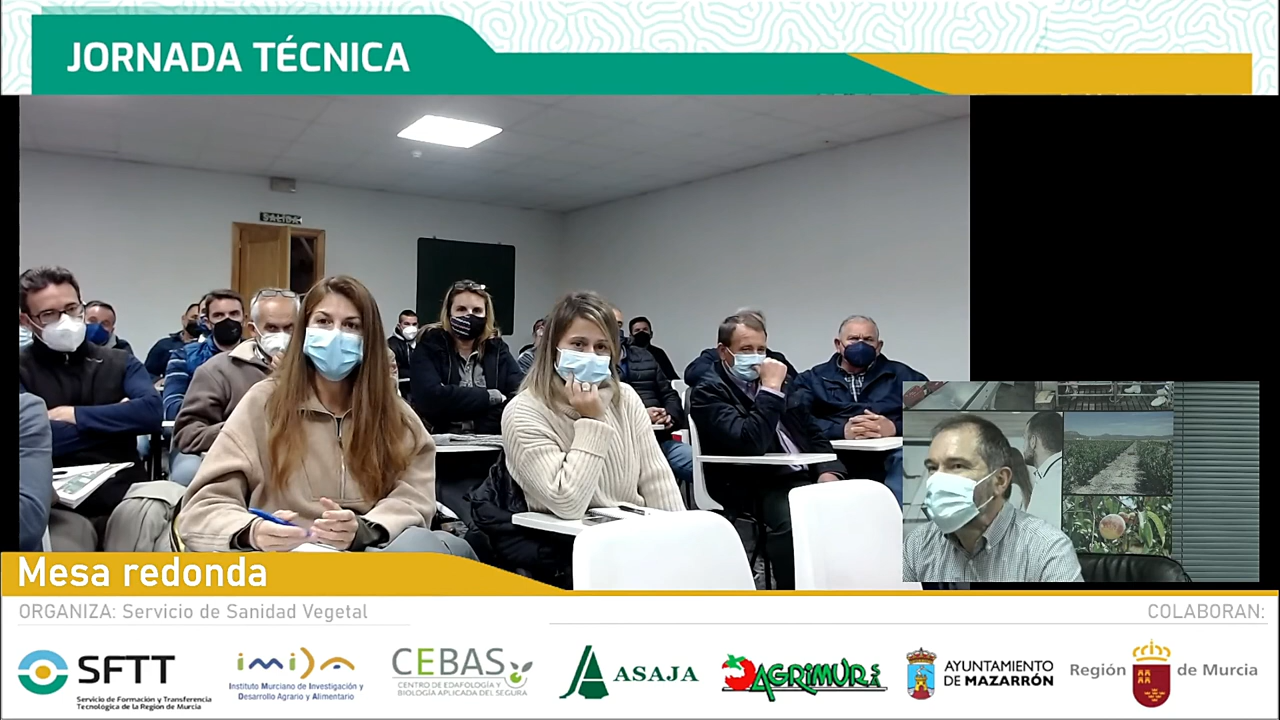 JORNADA TÉCNICA
SALIDA
Mesa redonda
ORGANIZA: Servicio de Sanidad Vegetal
COLABORAN:
SFTT
Servicio de Formación y Transferencia
Tecnológica de la Región de Murcia
imida
Instituto Murciano de Investigación y
Desarrollo Agrario y Alimentario
CEBAS
CENTRO DE EDAFOLOGÍA Y
BIOLOGÍA APLICADA DEL SEGURA
ASAJA
AGRIMUR S.L.
AYUNTAMIENTO
DE MAZARRÓN
Región de Murcia